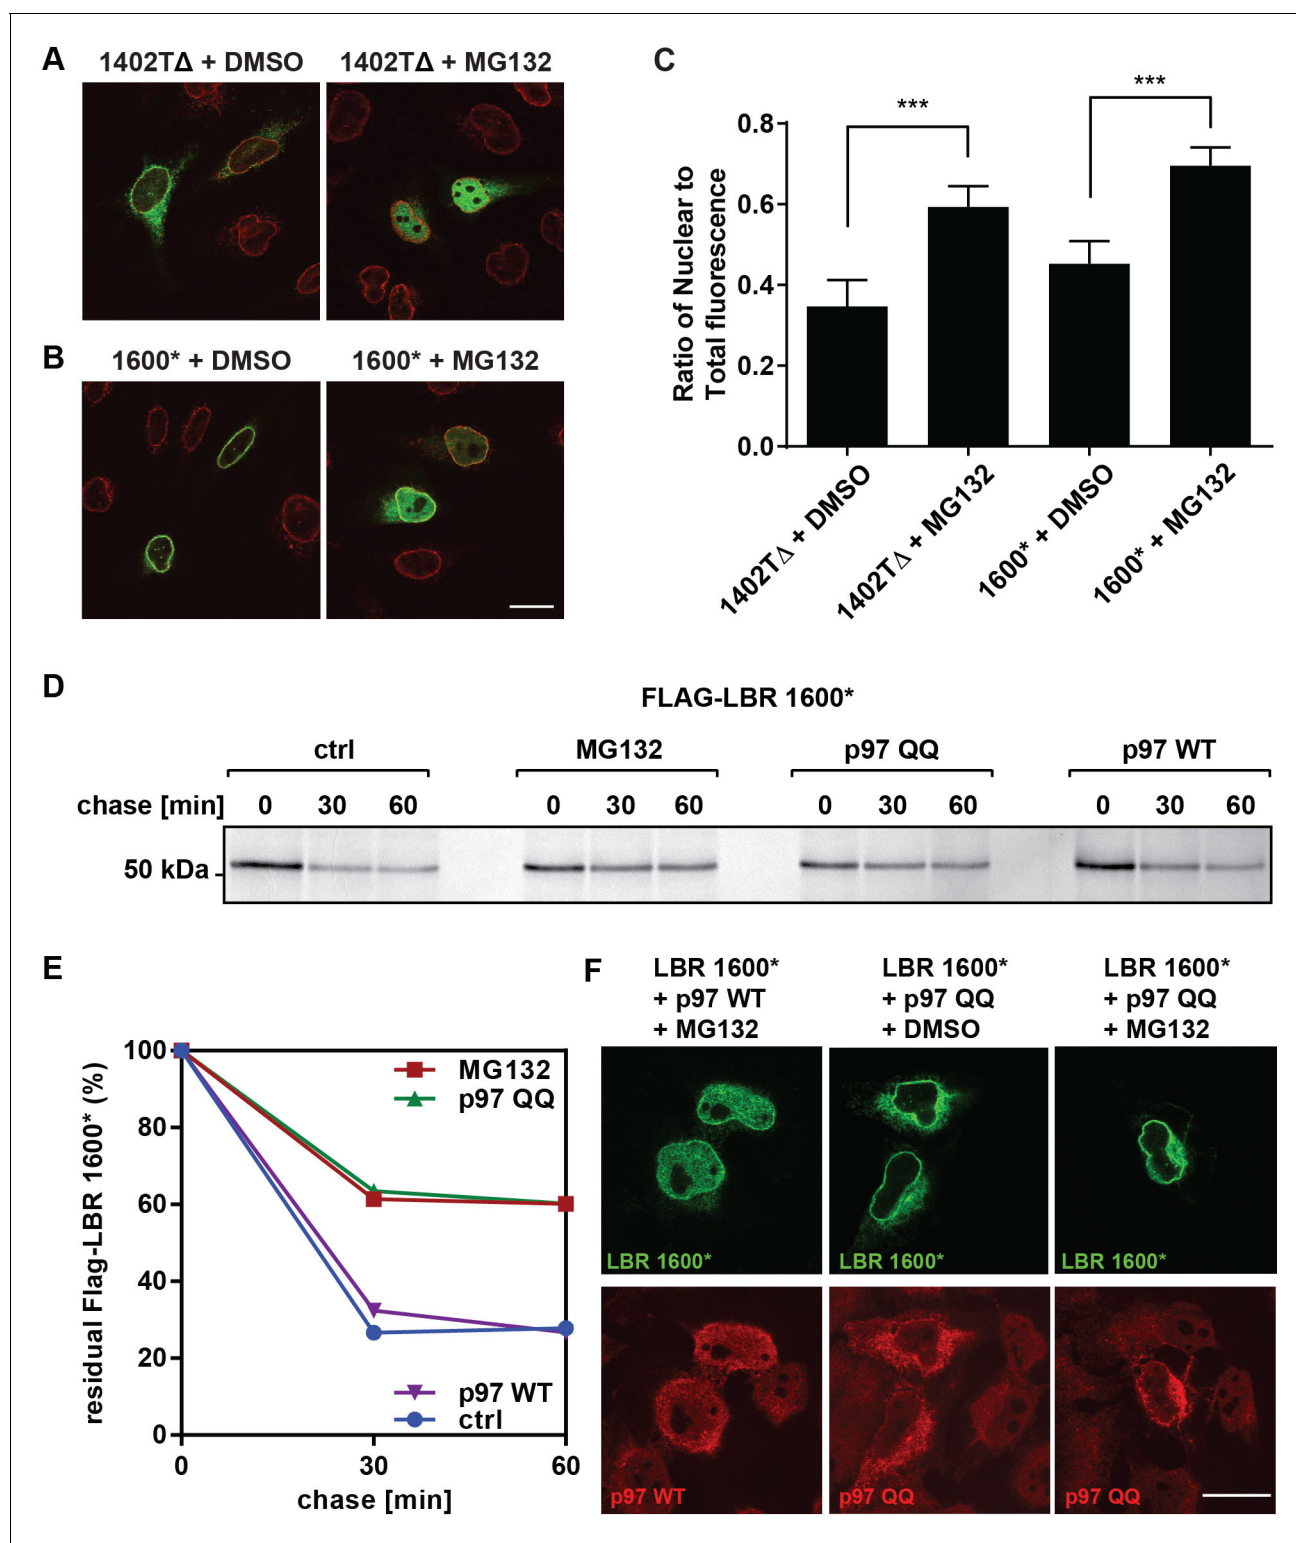 A
1402TΔ + DMSO
1402TΔ + MG132
B
1600* + DMSO
1600* + MG132
C
***
***
Ratio of Nuclear to
Total fluorescence
0.8
0.6
0.4
0.2
0.0
1402TΔ + DMSO
1402TΔ + MG132
1600* + DMSO
1600* + MG132
D
FLAG-LBR 1600*
ctrl MG132 p97 QQ p97 WT
chase [min] 0 30 60 0 30 60 0 30 60 0 30 60
50 kDa
E
residual Flag-LBR 1600* (%)
100
80
60
40
20
0
MG132
p97 QQ
p97 WT
ctrl
0 30 60
chase [min]
F
LBR 1600*
+ p97 WT
+ MG132
LBR 1600*
+ p97 QQ
+ DMSO
LBR 1600*
+ p97 QQ
+ MG132
LBR 1600*
LBR 1600*
LBR 1600*
p97 WT
p97 QQ
p97 QQ